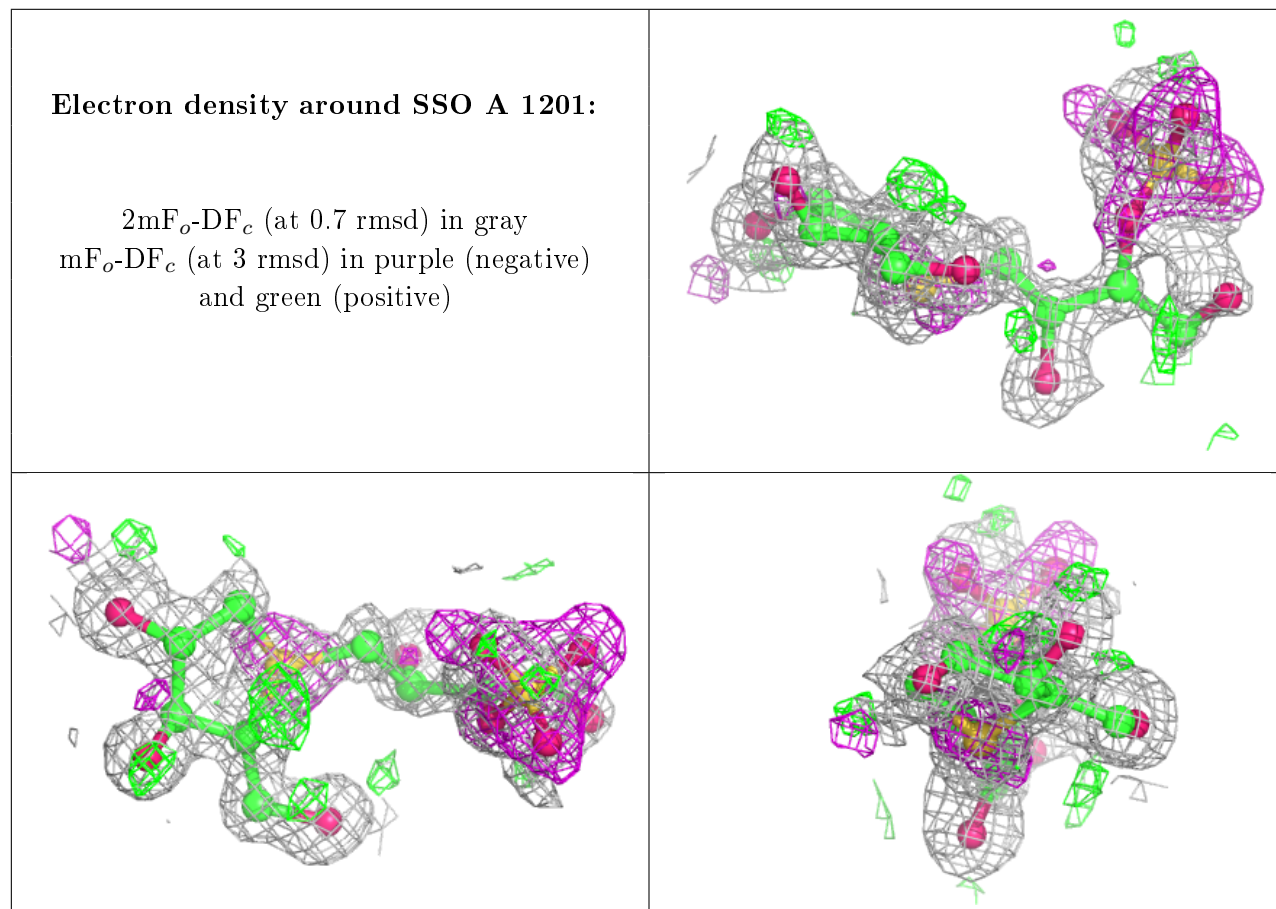 Electron density around SSO A 1201:
2mFo-DFc (at 0.7 rmsd) in gray
mFo-DFc (at 3 rmsd) in purple (negative)
and green (positive)